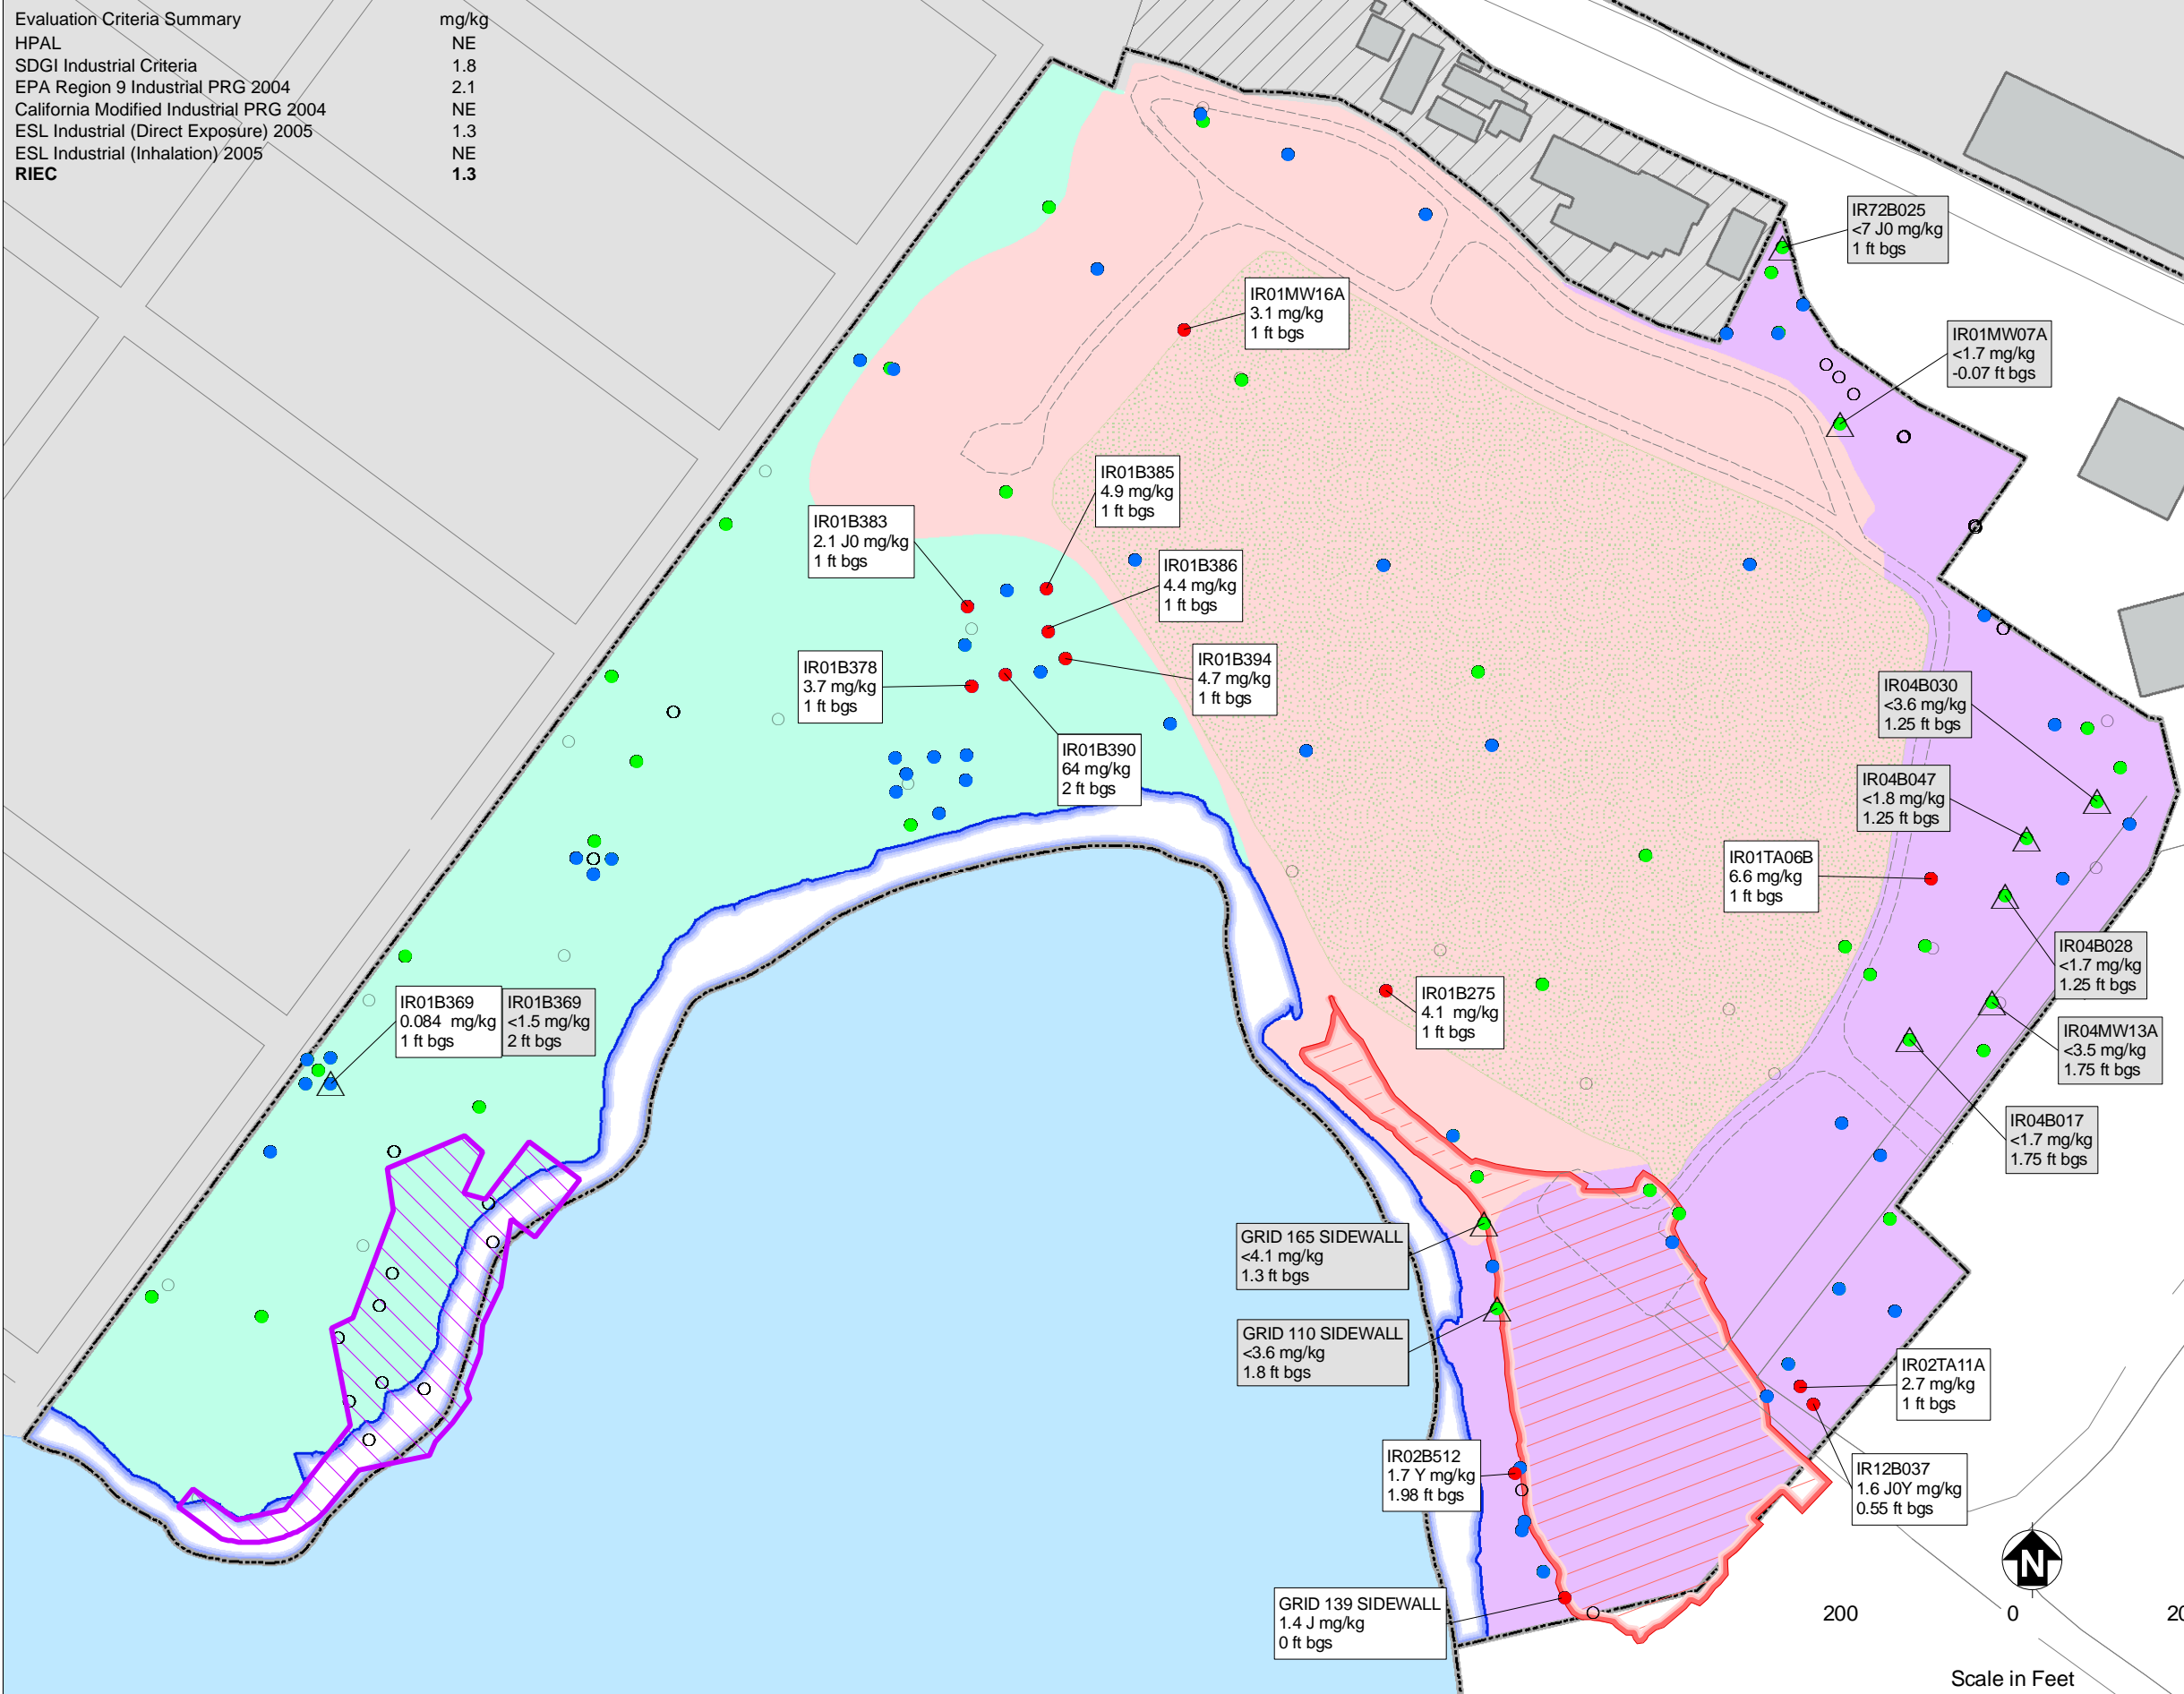 Evaluation Criteria Summary mg/kg
HPAL NE
SDGI Industrial Criteria 1.8
EPA Region 9 Industrial PRG 2004 2.1
California Modified Industrial PRG 2004 NE
ESL Industrial (Direct Exposure) 2005 1.3
ESL Industrial (Inhalation) 2005 NE
RIEC 1.3
IR72B025
<7 J0 mg/kg
1 ft bgs
IR01MW16A
3.1 mg/kg
1 ft bgs
IR01MW07A
<1.7 mg/kg
-0.07 ft bgs
IR01B385
4.9 mg/kg
1 ft bgs
IR01B383
2.1 J0 mg/kg
1 ft bgs
IR01B386
4.4 mg/kg
1 ft bgs
IR01B378
3.7 mg/kg
1 ft bgs
IR01B394
4.7 mg/kg
1 ft bgs
IR04B030
<3.6 mg/kg
1.25 ft bgs
IR01B390
64 mg/kg
2 ft bgs
IR04B047
<1.8 mg/kg
1.25 ft bgs
IR01TA06B
6.6 mg/kg
1 ft bgs
IR04B028
<1.7 mg/kg
1.25 ft bgs
IR01B369
0.084 mg/kg
1 ft bgs
IR01B369
<1.5 mg/kg
2 ft bgs
IR01B275
4.1 mg/kg
1 ft bgs
IR04MW13A
<3.5 mg/kg
1.75 ft bgs
IR04B017
<1.7 mg/kg
1.75 ft bgs
GRID 165 SIDEWALL
<4.1 mg/kg
1.3 ft bgs
GRID 110 SIDEWALL
<3.6 mg/kg
1.8 ft bgs
IR02TA11A
2.7 mg/kg
1 ft bgs
IR02B512
1.7 Y mg/kg
1.98 ft bgs
IR12B037
1.6 J0Y mg/kg
0.55 ft bgs
N
GRID 139 SIDEWALL
1.4 J mg/kg
0 ft bgs
200 0 20
Scale in Feet